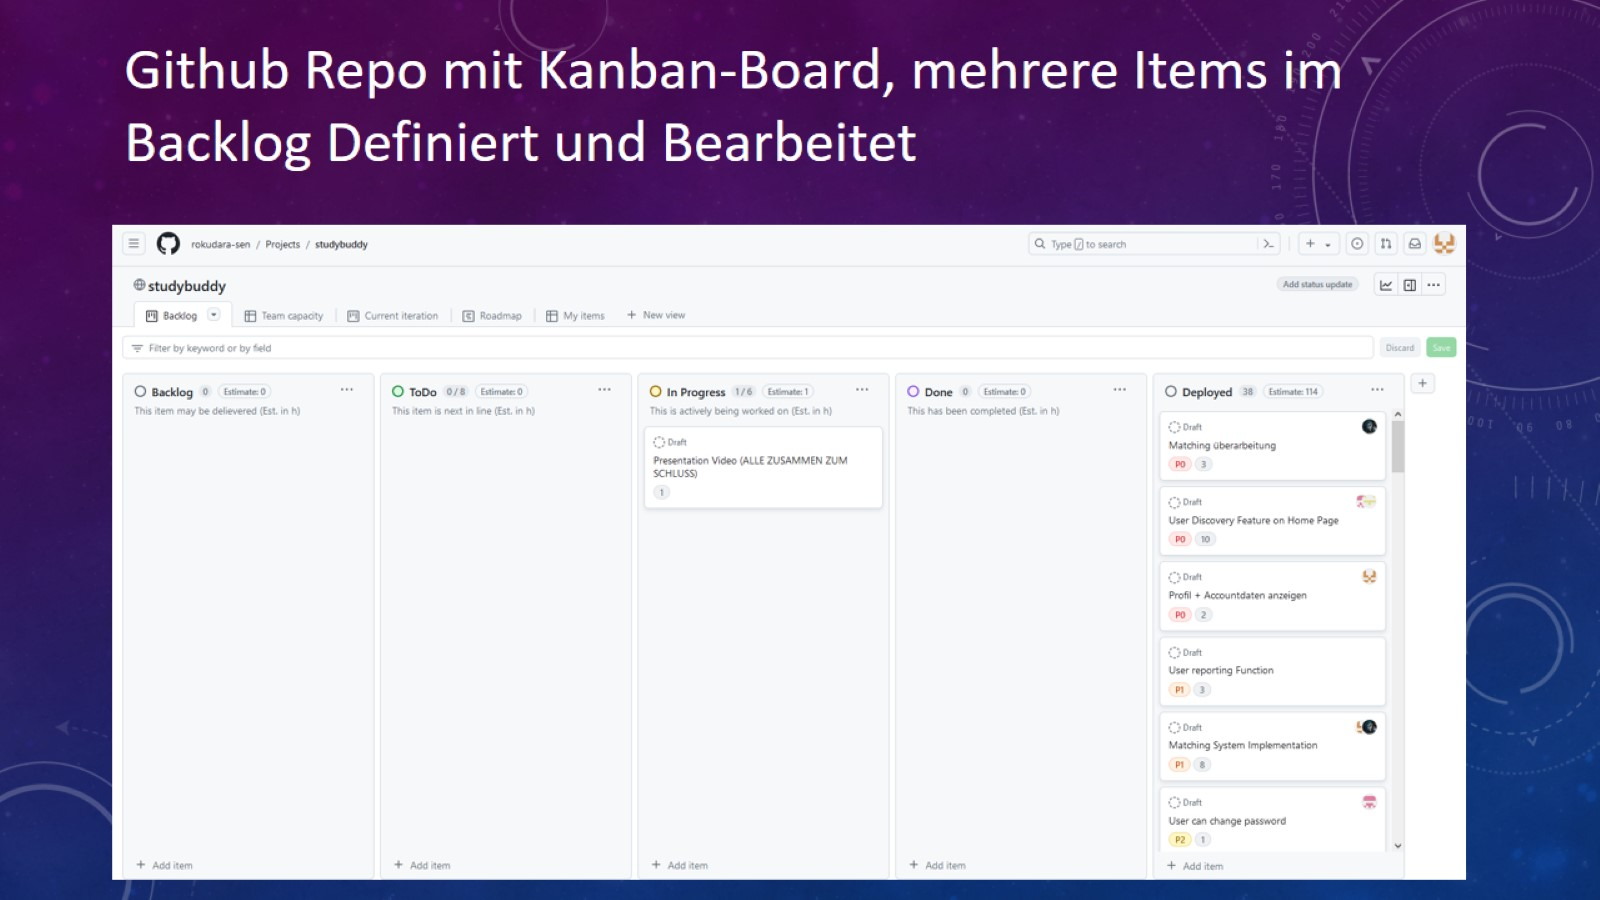 Github Repo mit Kanban-Board, mehrere Items im
Backlog Definiert und Bearbeitet
rokudara-sen / Projects / studybuddy
Type / to search
studybuddy
Add status update
Backlog
Team capacity
Current iteration
Roadmap
My items
+ New view
Filter by keyword or by field
Discard
Save
Backlog 0 Estimate: 0
This item may be delievered (Est. in h)
+ Add item
ToDo 0 / 8 Estimate: 0
This item is next in line (Est. in h)
+ Add item
In Progress 1 / 6 Estimate: 1
This is actively being worked on (Est. in h)
Draft
Presentation Video (ALLE ZUSAMMEN ZUM
SCHLUSS)
1
+ Add item
Done 0 Estimate: 0
This has been completed (Est. in h)
+ Add item
Deployed 38 Estimate: 114
Draft
Matching überarbeitung
P0 3
Draft
User Discovery Feature on Home Page
P0 10
Draft
Profil + Accountdaten anzeigen
P0 2
Draft
User reporting Function
P1 3
Draft
Matching System Implementation
P1 8
Draft
User can change password
P2 1
+ Add item